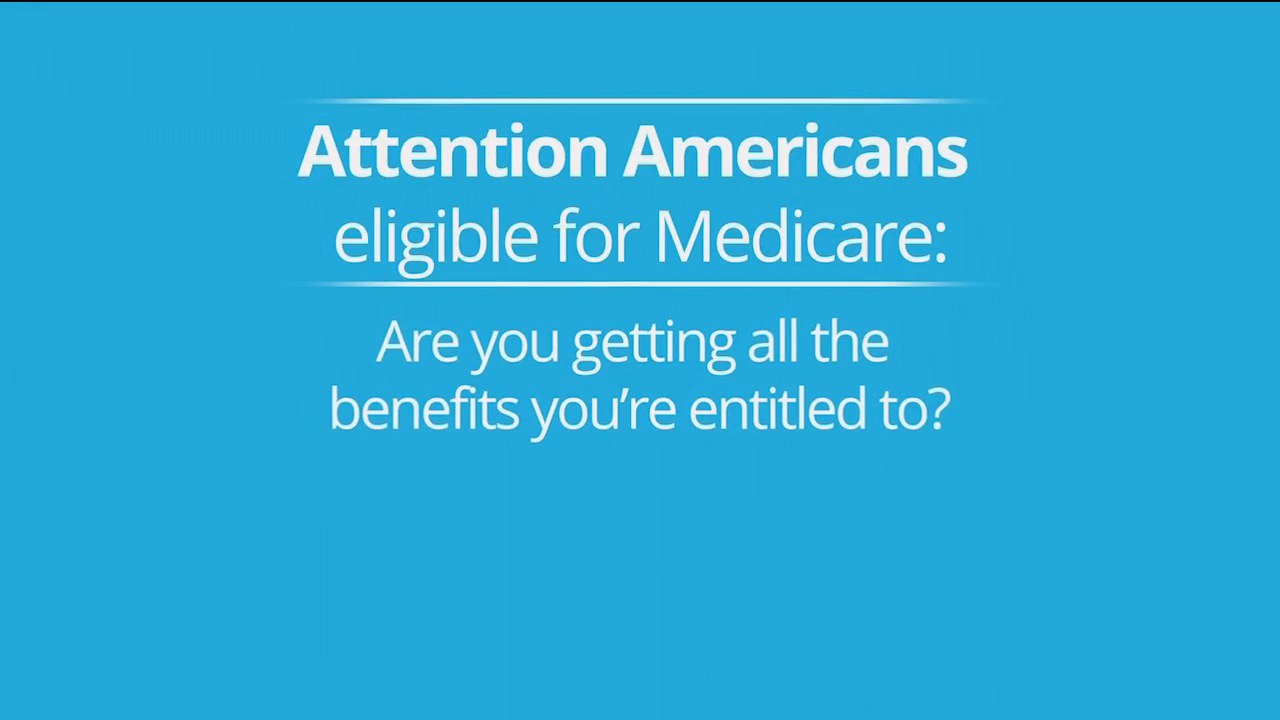 Attention Americans
eligible for Medicare:
Are you getting all the
benefits you’re entitled to?